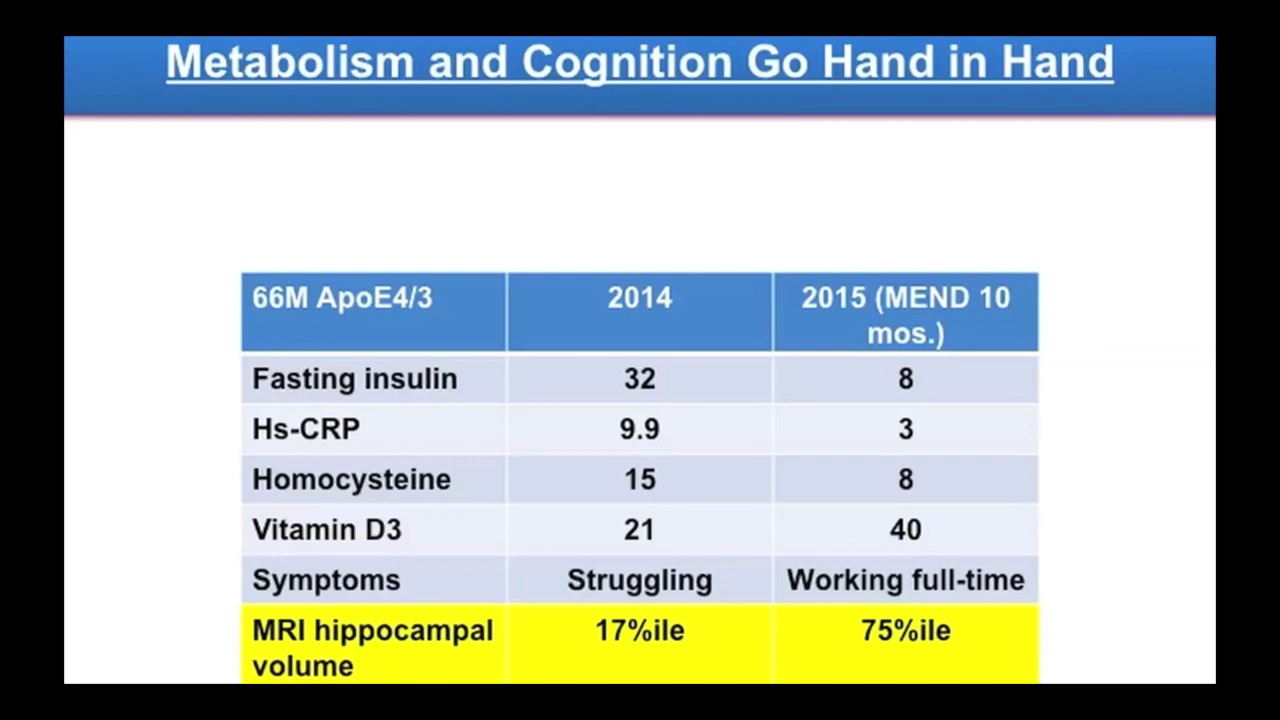 Metabolism and Cognition Go Hand in Hand
66M ApoE4/3 2014 2015 (MEND 10
mos.)
Fasting insulin 32 8
Hs-CRP 9.9 3
Homocysteine 15 8
Vitamin D3 21 40
Symptoms Struggling Working full-time
MRI hippocampal 17%ile 75%ile
volume